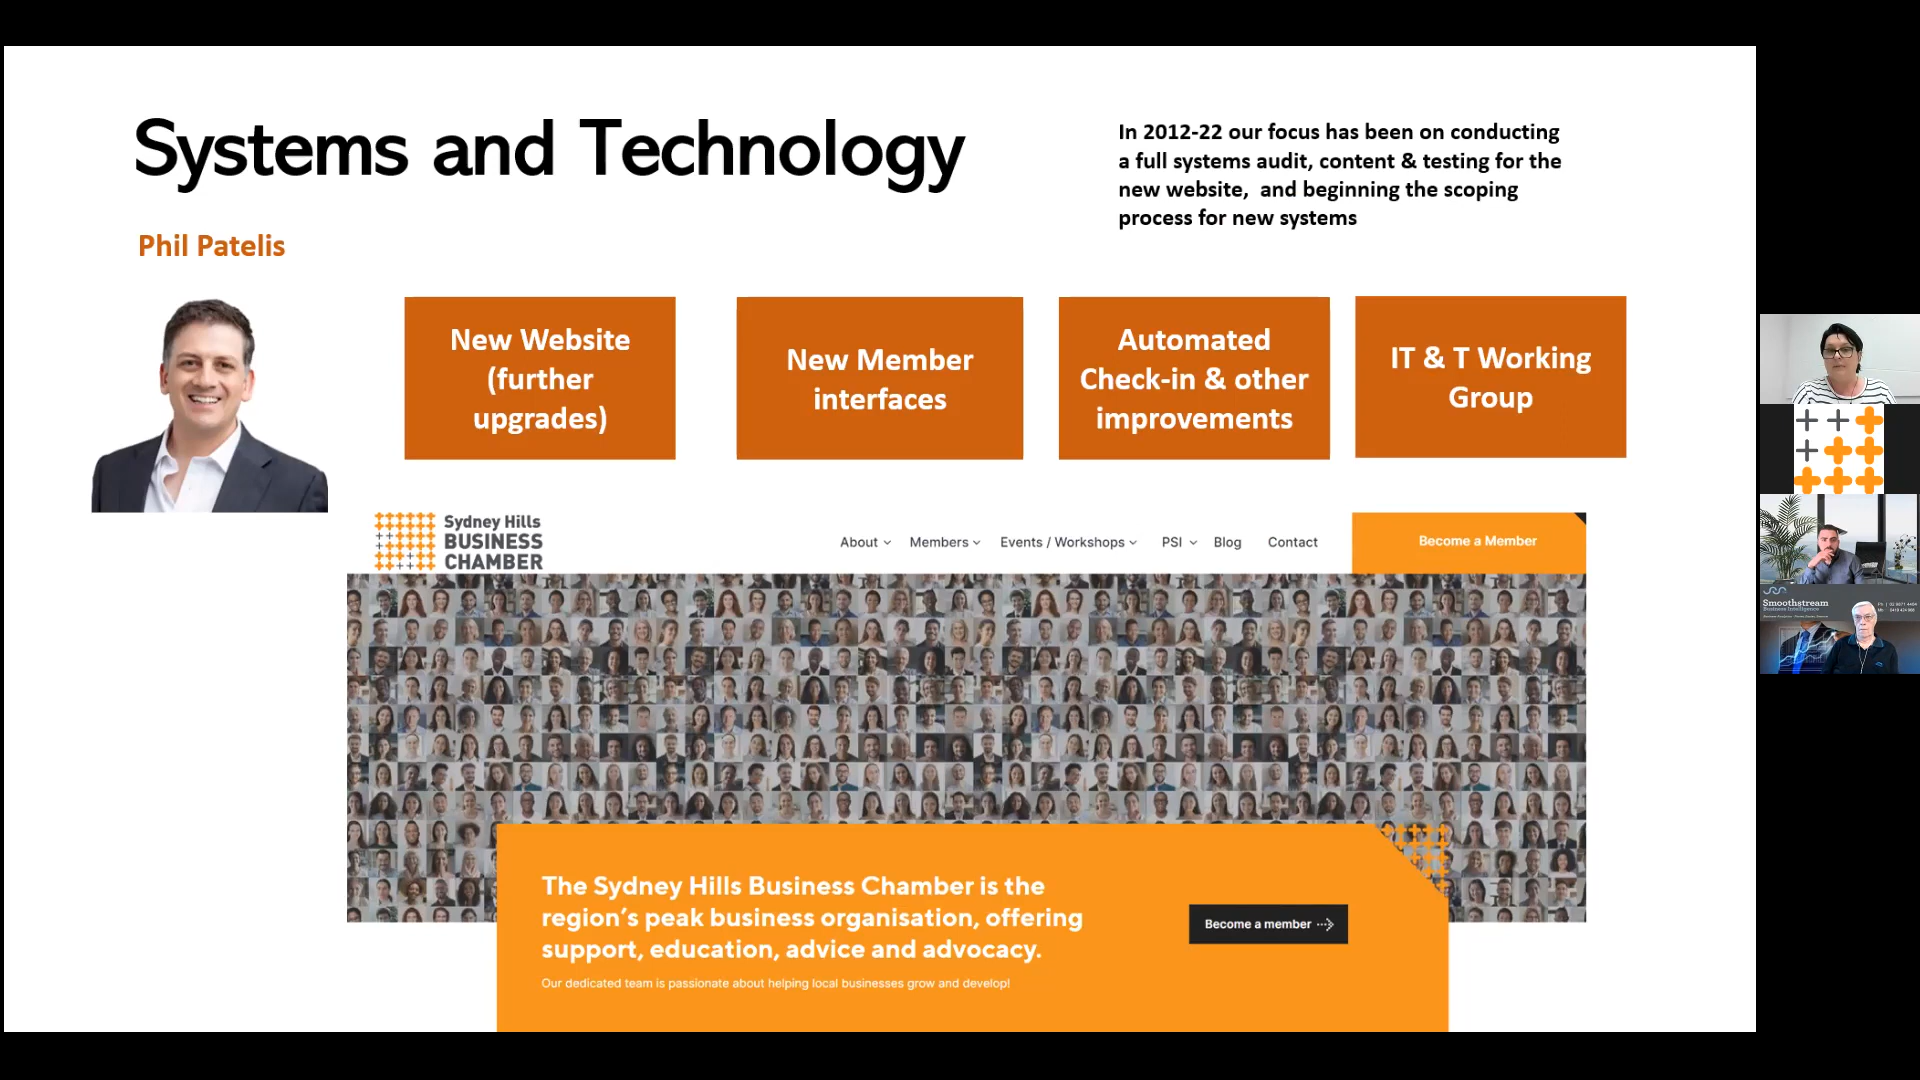 Systems and Technology
In 2012-22 our focus has been on conducting
a full systems audit, content & testing for the
new website,  and beginning the scoping
process for new systems
Phil Patelis
New Website
(further
upgrades)
New Member
interfaces
Automated
Check-in & other
improvements
IT & T Working
Group
Sydney Hills
BUSINESS
CHAMBER
About
Members
Events / Workshops
PSI
Blog
Contact
Become a Member
The Sydney Hills Business Chamber is the
region's peak business organisation, offering
support, education, advice and advocacy.
Our dedicated team is passionate about helping local businesses grow and develop!
Become a member
Smoothstream
Business Intelligence